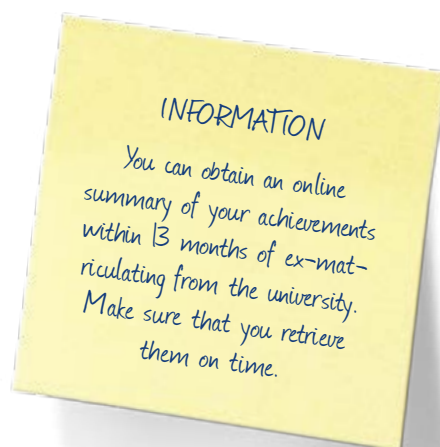 INFORMATION
You can obtain an online
summary of your achievements
within 13 months of ex-mat-
riculating from the university.
Make sure that you retrieve
them on time.